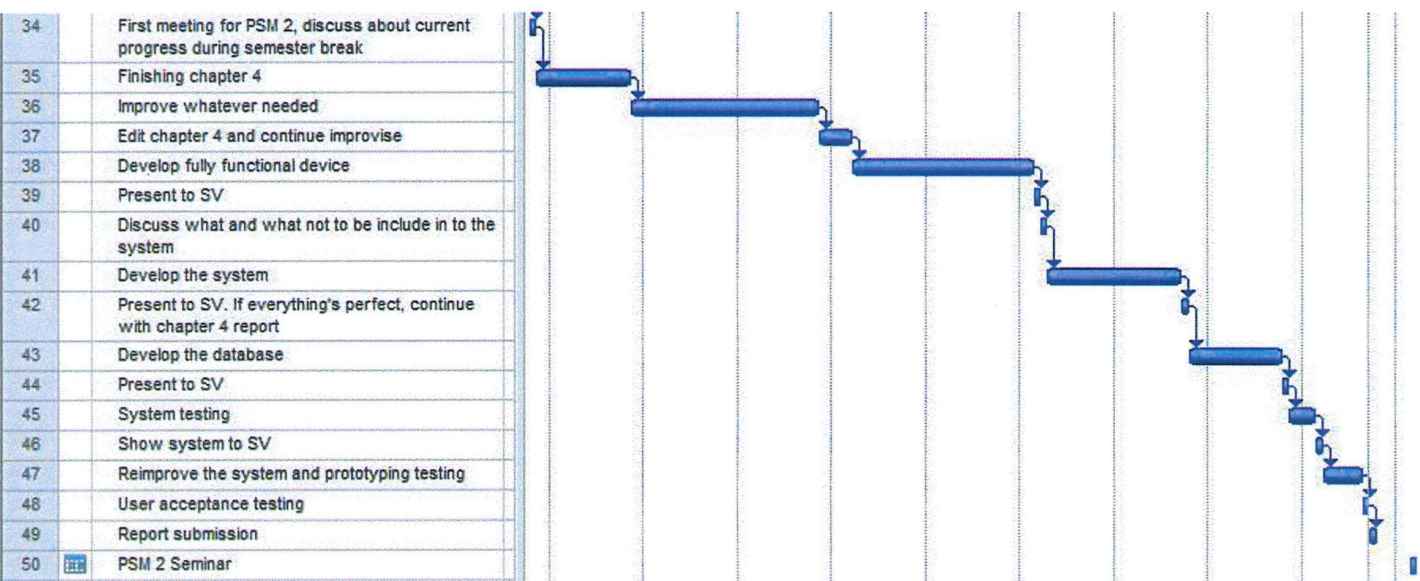 34 First meeting for PSM 2, discuss about current
progress during semester break
35 Finishing chapter 4
36 Improve whatever needed
37 Edit chapter 4 and continue improvise
38 Develop fully functional device
39 Present to SV
40 Discuss what and what not to be include in to the
system
41 Develop the system
42 Present to SV. If everything's perfect, continue
with chapter 4 report
43 Develop the database
44 Present to SV
45 System testing
46 Show system to SV
47 Reimprove the system and prototyping testing
48 User acceptance testing
49 Report submission
50 PSM 2 Seminar